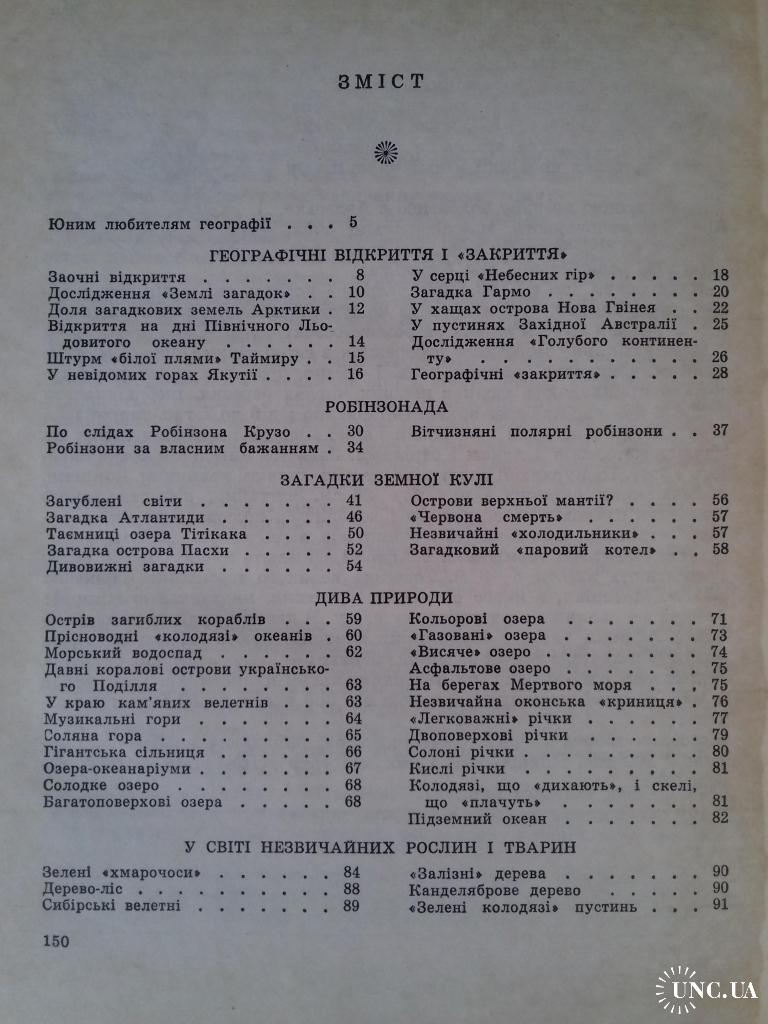 ЗМІСТ
Юним любителям географії . . . 5
ГЕОГРАФІЧНІ ВІДКРИТТЯ І «ЗАКРИТТЯ»
Заочні відкриття . . . . . . . 8
Дослідження «Землі загадок» . . 10
Доля загадкових земель Арктики . 12
Відкриття на дні Північного Льо-
довитого океану . . . . . . 14
Штурм «білої плями» Таймиру . . 15
У невідомих горах Якутії . . . . 16
У серці «Небесних гір» . . . . . 18
Загадка Гармо . . . . . . . . 20
У хащах острова Нова Гвінея . . 22
У пустинях Західної Австралії . 25
Дослідження «Голубого континен-
ту» . . . . . . . . . . . 26
Географічні «закриття» . . . . . 28
РОБІНЗОНАДА
По слідах Робінзона Крузо . . 30
Робінзони за власним бажанням . 34
Вітчизняні полярні робінзони . . 37
ЗАГАДКИ ЗЕМНОЇ КУЛІ
Загублені світи . . . . . . . 41
Загадка Атлантиди . . . . . . 46
Таємниці озера Тітікака . . . . 50
Загадка острова Пасхи . . . . . 52
Дивовижні загадки . . . . . . 54
Острови верхньої мантії? . . . . 56
«Червона смерть» . . . . . . 57
Незвичайні «холодильники» . . . 57
Загадковий «паровий котел» . . 58
ДИВА ПРИРОДИ
Острів загиблих кораблів . . . 59
Прісноводні «колодязі» океанів . 60
Морський водоспад . . . . . . 62
Давні коралові острови українсько-
го Поділля . . . . . . . . 63
У краю кам’яних велетнів . . . 63
Музикальні гори . . . . . . . 64
Соляна гора . . . . . . . . . 65
Гігантська сільниця . . . . . . 66
Озера-океанаріуми . . . . . . . 67
Солодке озеро . . . . . . . . 68
Багатоповерхові озера . . . . . 68
Кольорові озера . . . . . . . 71
«Газовані» озера . . . . . . . 73
«Висяче» озеро . . . . . . . . 74
Асфальтове озеро . . . . . . . 75
На берегах Мертвого моря . . . 75
Незвичайна оконська «криниця» . 76
«Легковажні» річки . . . . . . 77
Двоповерхові річки . . . . . . 79
Солоні річки . . . . . . . . . 80
Кислі річки . . . . . . . . . 81
Колодязі, що «дихають», і скелі,
що «плачуть» . . . . . . . 81
Підземний океан . . . . . . . 82
У СВІТІ НЕЗВИЧАЙНИХ РОСЛИН І ТВАРИН
Зелені «хмарочоси» . . . . . . 84
Дерево-ліс . . . . . . . . . . 88
Сибірські велетні . . . . . . . 89
«Залізні» дерева . . . . . . . 90
Канделяброве дерево . . . . . 90
«Зелені колодязі» пустинь . . . 91
150
UNC.UA